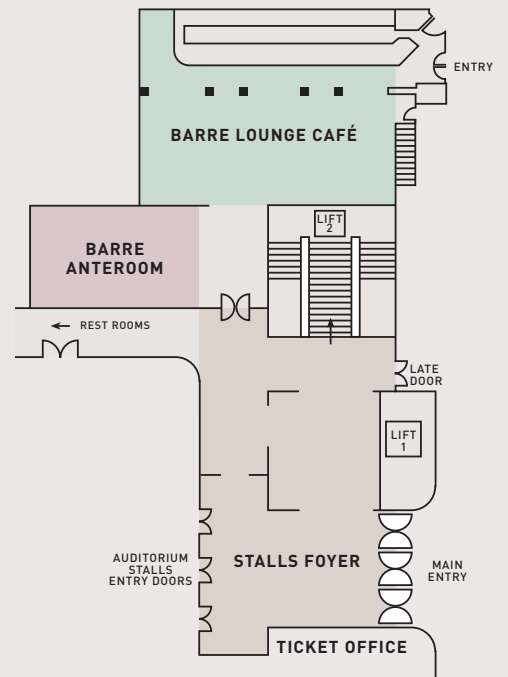 ENTRY
BARRE LOUNGE CAFÉ
LIFT
2
BARRE
ANTEROOM
REST ROOMS
LATE
DOOR
LIFT
1
AUDITORIUM
STALLS
ENTRY DOORS
STALLS FOYER
MAIN
ENTRY
TICKET OFFICE